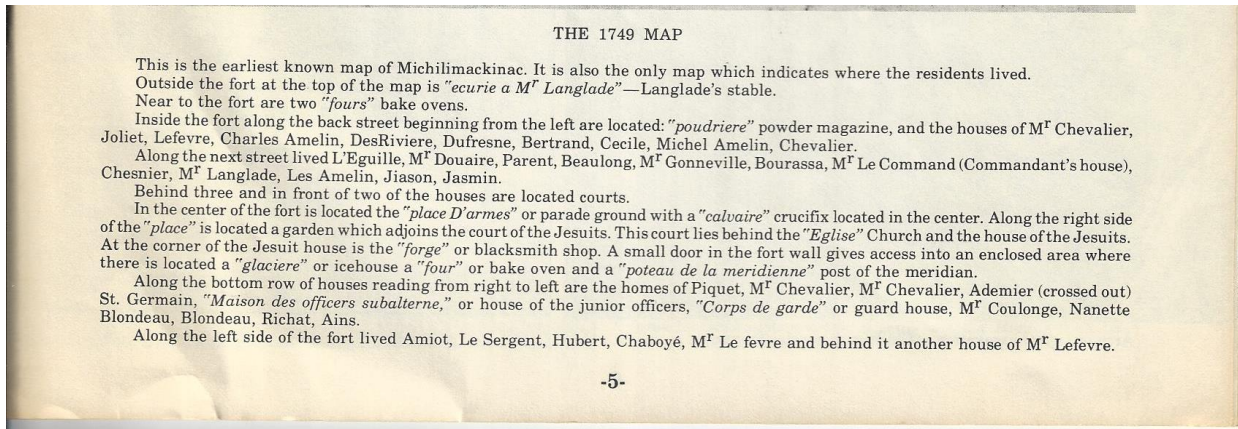 THE 1749 MAP
This is the earliest known map of Michilimackinac. It is also the only map which indicates where the residents lived.
Outside the fort at the top of the map is "ecurie a Mr Langlade"—Langlade's stable.
Near to the fort are two "fours" bake ovens.
Inside the fort along the back street beginning from the left are located: "poudriere" powder magazine, and the houses of Mr Chevalier,
Joliet, Lefevre, Charles Amelin, DesRiviere, Dufresne, Bertrand, Cecile, Michel Amelin, Chevalier.
Along the next street lived L'Eguille, Mr Douaire, Parent, Beaulong, Mr Gonneville, Bourassa, Mr Le Command (Commandant's house),
Chesnier, Mr Langlade, Les Amelin, Jiason, Jasmin.
Behind three and in front of two of the houses are located courts.
In the center of the fort is located the "place D'armes" or parade ground with a "calvaire" crucifix located in the center. Along the right side
of the "place" is located a garden which adjoins the court of the Jesuits. This court lies behind the "Eglise" Church and the house of the Jesuits.
At the corner of the Jesuit house is the "forge" or blacksmith shop. A small door in the fort wall gives access into an enclosed area where
there is located a "glaciere" or icehouse a "four" or bake oven and a "poteau de la meridienne" post of the meridian.
Along the bottom row of houses reading from right to left are the homes of Piquet, Mr Chevalier, Mr Chevalier, Ademier (crossed out)
St. Germain, "Maison des officers subalterne," or house of the junior officers, "Corps de garde" or guard house, Mr Coulonge, Nanette
Blondeau, Blondeau, Richat, Ains.
Along the left side of the fort lived Amiot, Le Sergent, Hubert, Chaboyé, Mr Le fevre and behind it another house of Mr Lefevre.
-5-